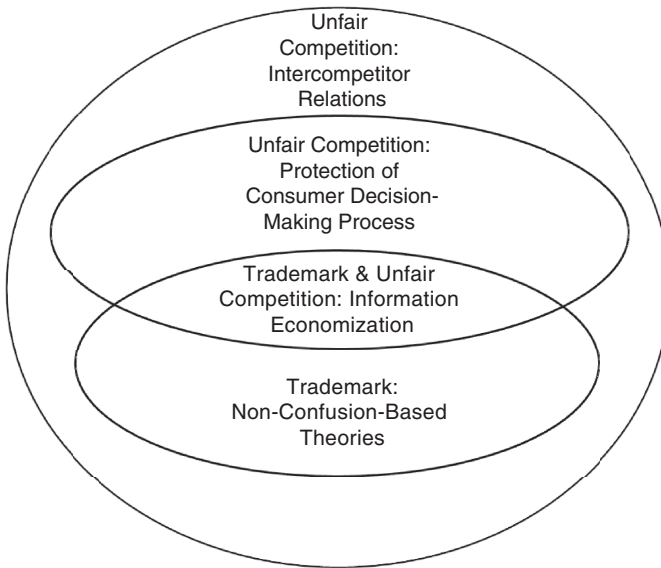 Unfair
Competition:
Intercompetitor
Relations
Unfair Competition:
Protection of
Consumer Decision-
Making Process
Trademark & Unfair
Competition: Information
Economization
Trademark:
Non-Confusion-Based
Theories